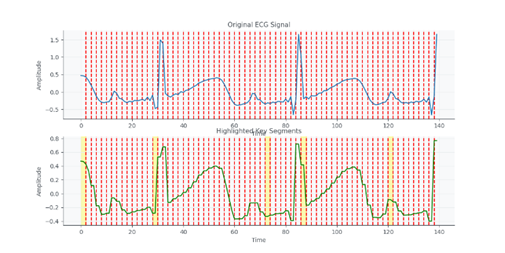 Original ECG Signal
1.5
1.0
0.5
0.0
−0.5
Amplitude
0 20 40 60 80 100 120 140
Time
Highlighted Key Segments
0.8
0.6
0.4
0.2
0.0
−0.2
−0.4
Amplitude
0 20 40 60 80 100 120 140
Time